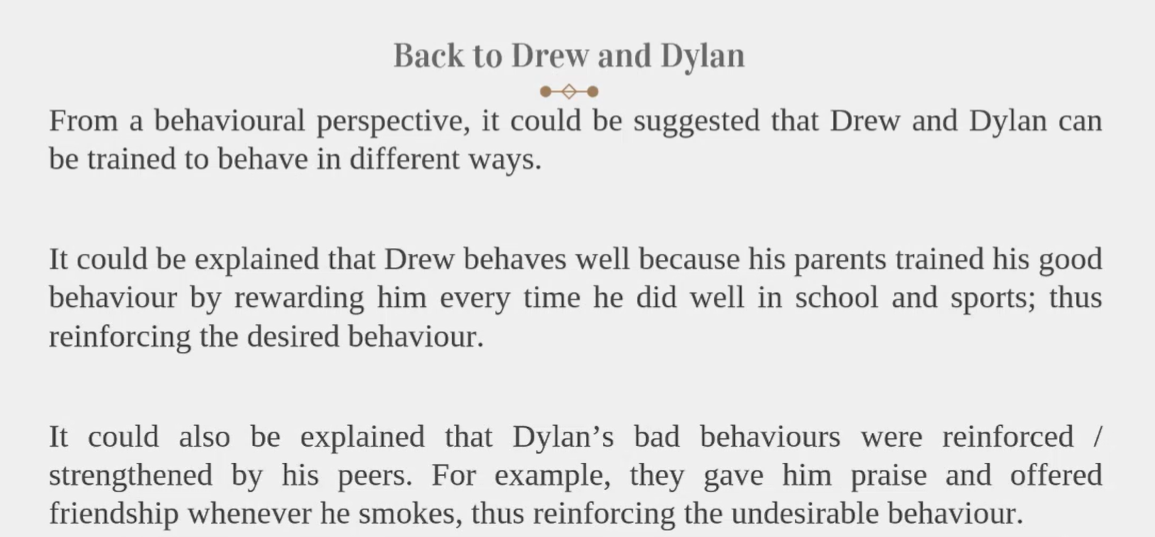 Back to Drew and Dylan
From a behavioural perspective, it could be suggested that Drew and Dylan can
be trained to behave in different ways.
It could be explained that Drew behaves well because his parents trained his good
behaviour by rewarding him every time he did well in school and sports; thus
reinforcing the desired behaviour.
It could also be explained that Dylan’s bad behaviours were reinforced /
strengthened by his peers. For example, they gave him praise and offered
friendship whenever he smokes, thus reinforcing the undesirable behaviour.